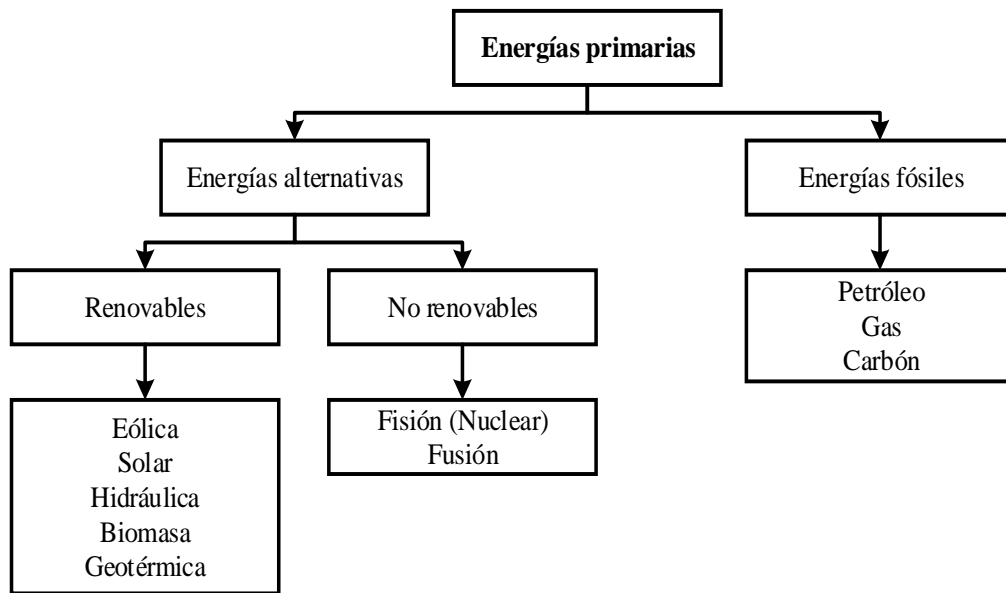 Energías primarias
Energías alternativas
Energías fósiles
Renovables
No renovables
Petróleo
Gas
Carbón
Eólica
Solar
Hidráulica
Biomasa
Geotérmica
Fisión (Nuclear)
Fusión